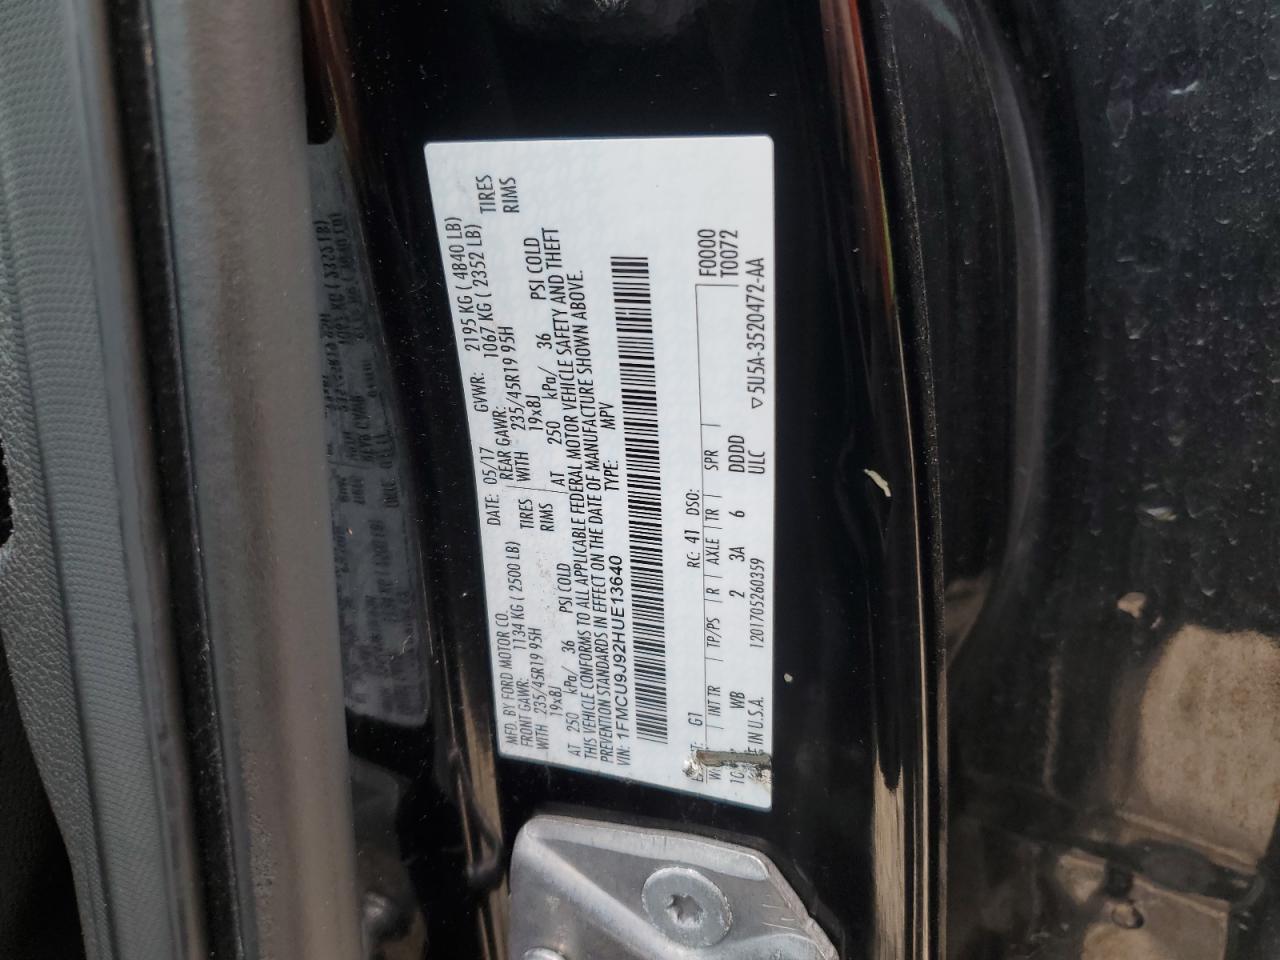 MFD. BY FORD MOTOR CO.
DATE: 05/17 GVWR: 2195 KG ( 4840 LB)
FRONT GAWR: 1134 KG ( 2500 LB) REAR GAWR: 1067 KG ( 2352 LB)
WITH 235/45R19 95H TIRES WITH 235/45R19 95H TIRES
19x8J RIMS 19x8J RIMS
AT 250 kPa/ 36 PSI COLD AT 250 kPa/ 36 PSI COLD
THIS VEHICLE CONFORMS TO ALL APPLICABLE FEDERAL MOTOR VEHICLE SAFETY AND THEFT
PREVENTION STANDARDS IN EFFECT ON THE DATE OF MANUFACTURE SHOWN ABOVE.
VIN: 1FMCU9J92HUE13640 TYPE: MPV
G1 RC: 41 DSO: F0000
INT TR TP/PS R AXLE TR SPR T0072
WB 2 3A 6 DDDD
IN U.S.A. 1201705260359 ULC ▽5U5A-3520472-AA